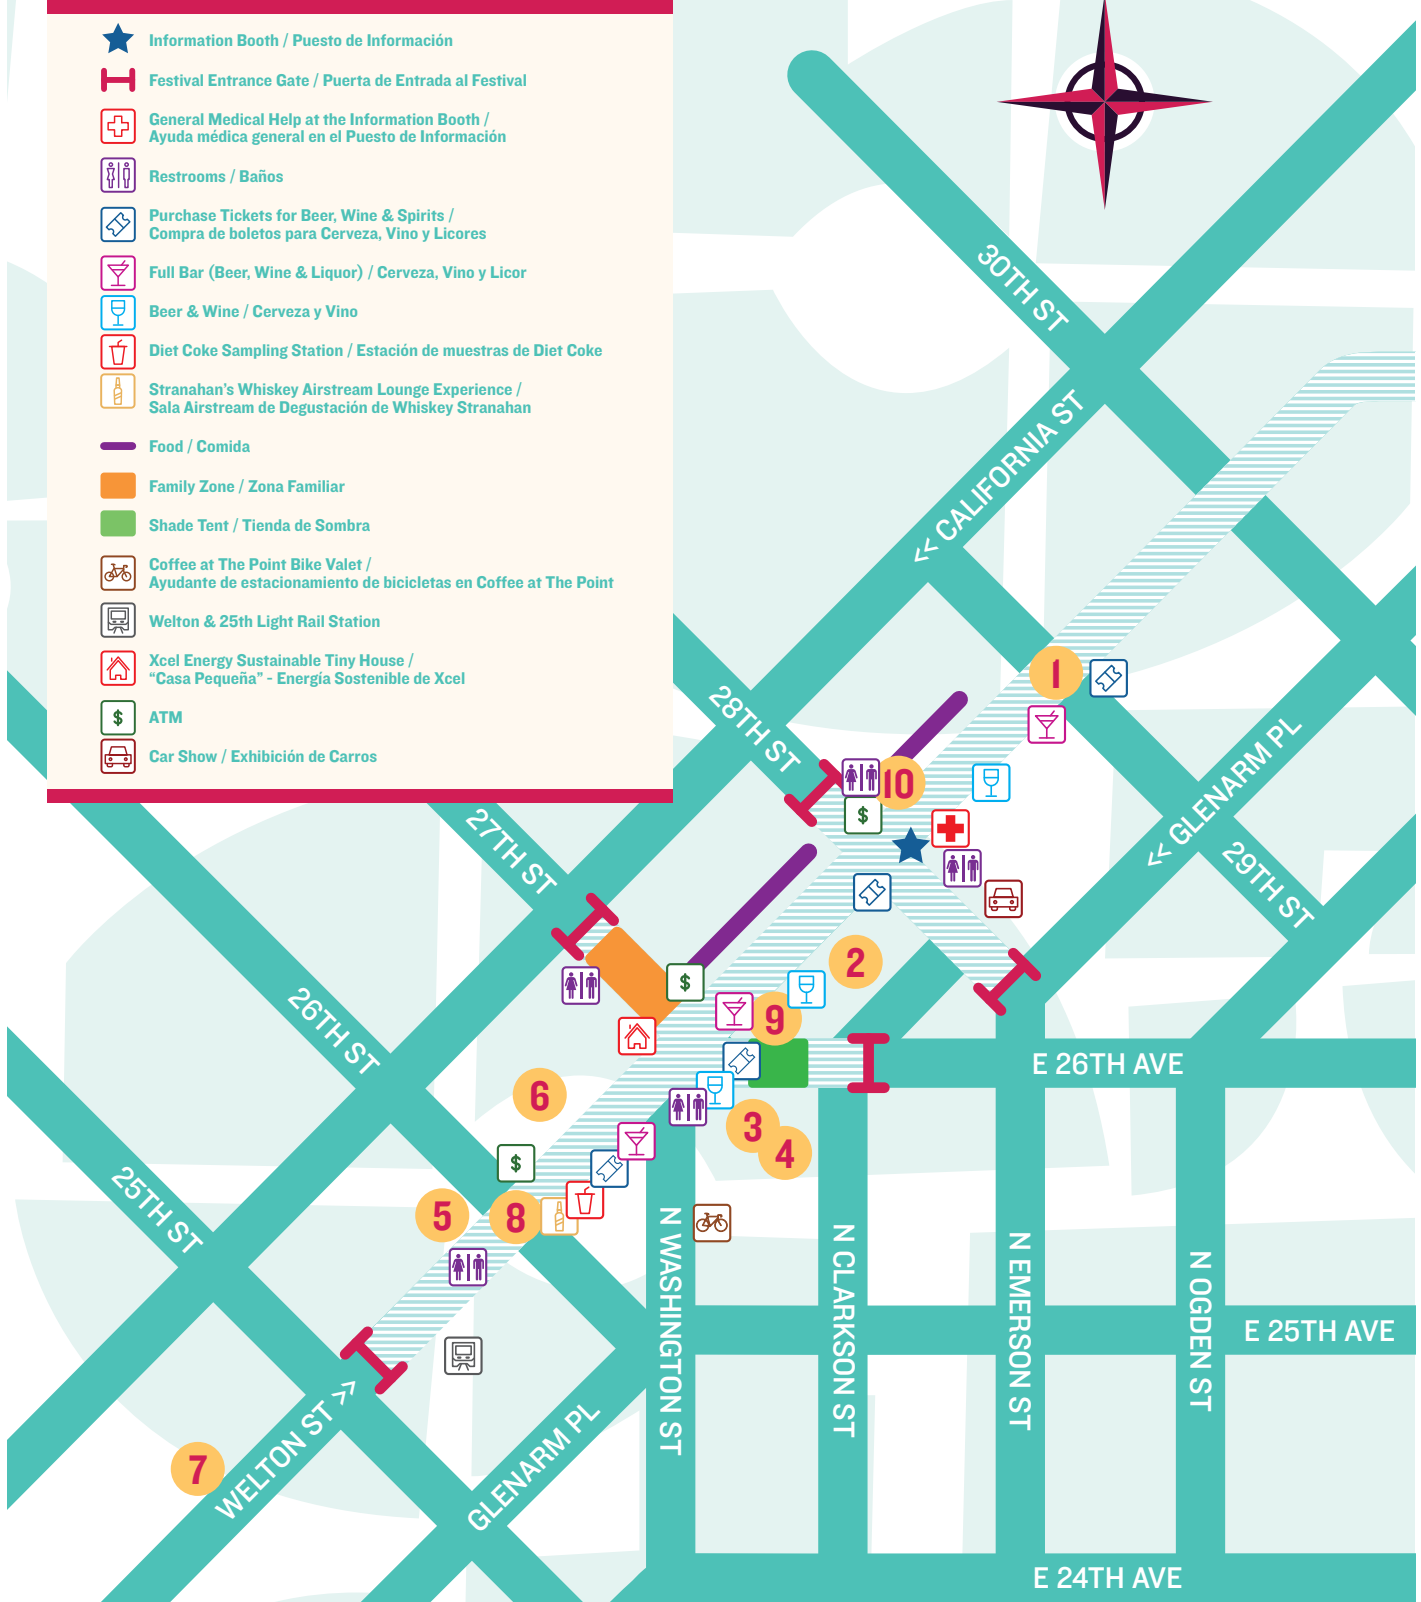 Information Booth / Puesto de Información
Festival Entrance Gate / Puerta de Entrada al Festival
General Medical Help at the Information Booth /
Ayuda médica general en el Puesto de Información
Restrooms / Baños
Purchase Tickets for Beer, Wine & Spirits /
Compra de boletos para Cerveza, Vino y Licores
Full Bar (Beer, Wine & Liquor) / Cerveza, Vino y Licor
Beer & Wine / Cerveza y Vino
Diet Coke Sampling Station / Estación de muestras de Diet Coke
Stranahan's Whiskey Airstream Lounge Experience /
Sala Airstream de Degustación de Whiskey Stranahan
Food / Comida
Family Zone / Zona Familiar
Shade Tent / Tienda de Sombra
Coffee at The Point Bike Valet /
Ayudante de estacionamiento de bicicletas en Coffee at The Point
Welton & 25th Light Rail Station
Xcel Energy Sustainable Tiny House /
“Casa Pequeña” - Energía Sostenible de Xcel
$
ATM
Car Show / Exhibición de Carros
30TH ST
<< CALIFORNIA ST
1
28TH ST
10
$
<< GLENARM PL
27TH ST
29TH ST
2
$
9
26TH ST
E 26TH AVE
6
3
4
$
25TH ST
5
8
N WASHINGTON ST
N CLARKSON ST
N EMERSON ST
N OGDEN ST
E 25TH AVE
WELTON ST >>
GLENARM PL
7
E 24TH AVE